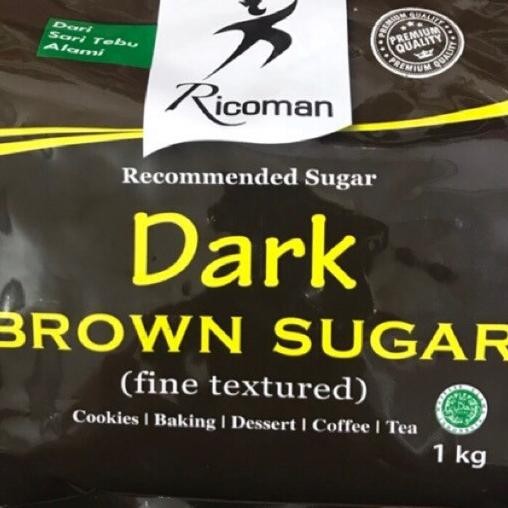 Dari
Sari Tebu
Alami
Ricoman
PREMIUM QUALITY
PREMIUM
QUALITY
PREMIUM QUALITY
Recommended Sugar
Dark
BROWN SUGAR
(fine textured)
Cookies | Baking | Dessert | Coffee | Tea
1 kg